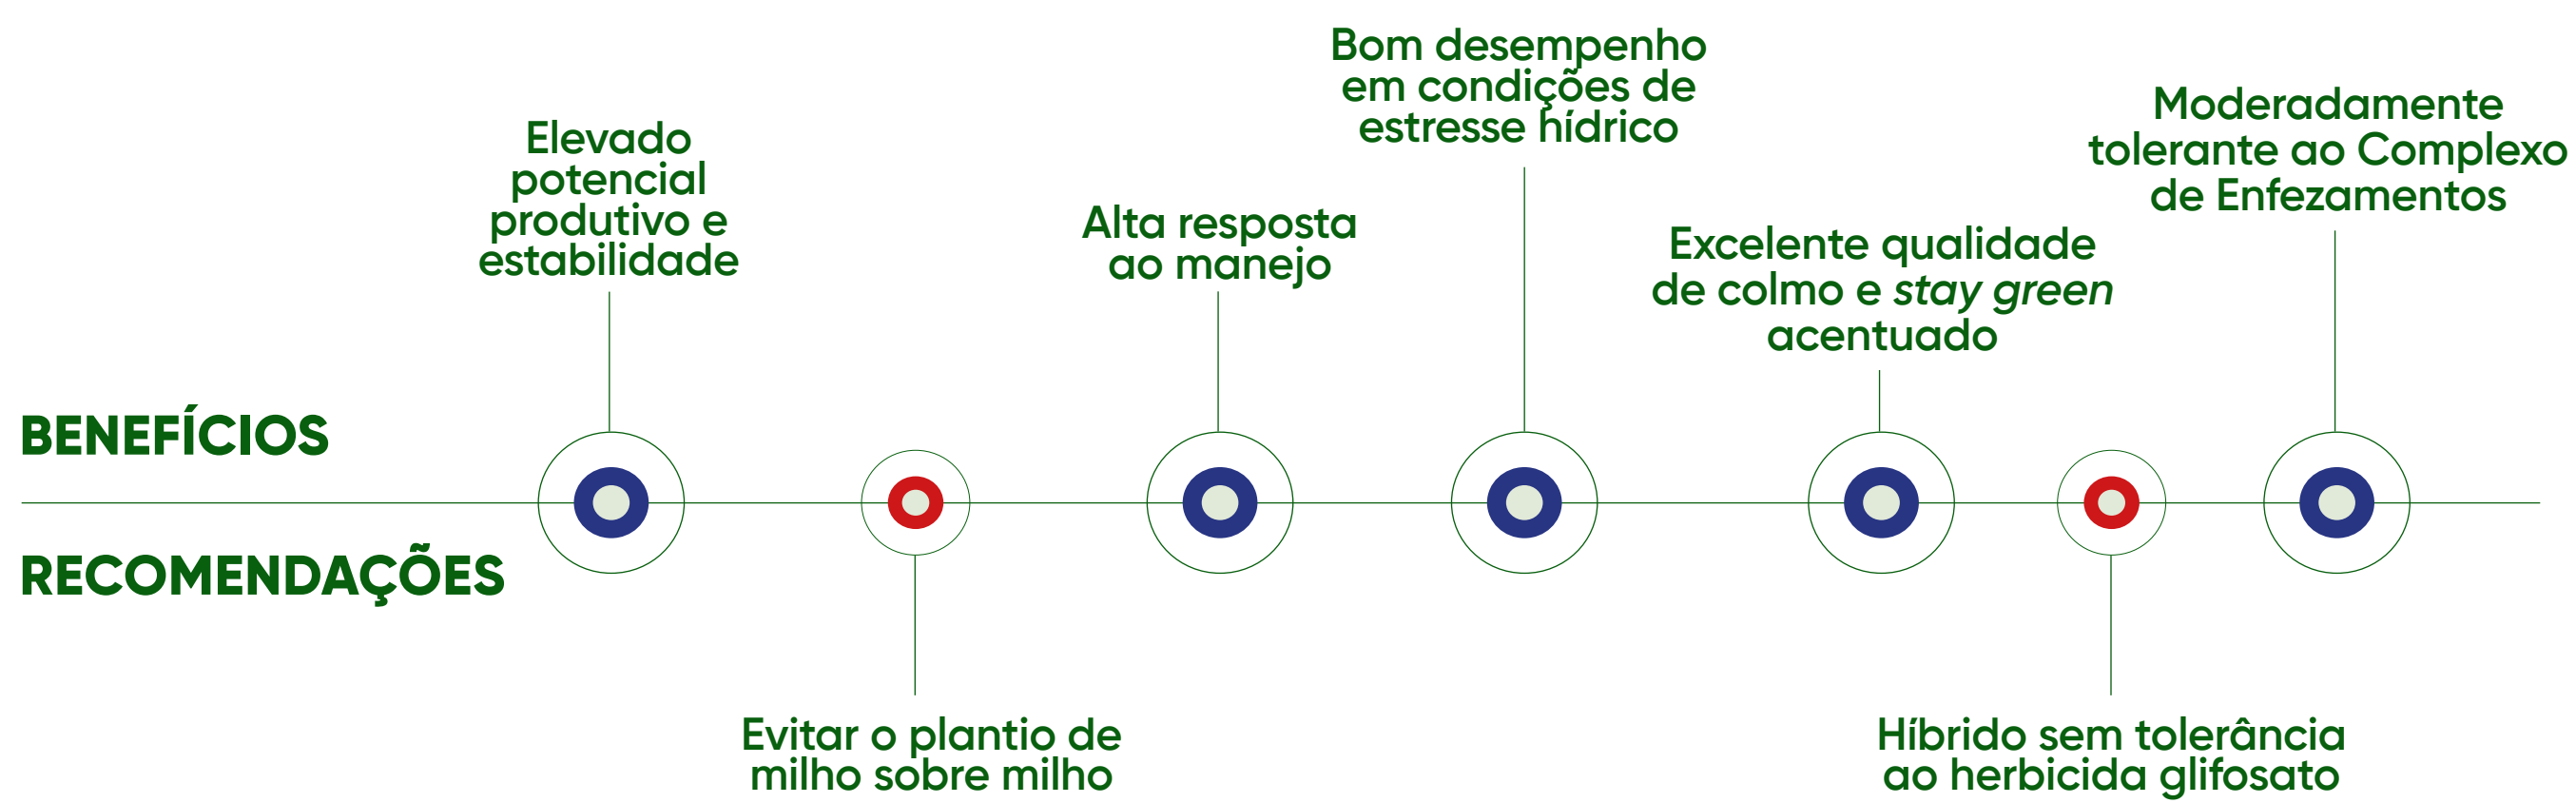 BENEFÍCIOS
Elevado
potencial
produtivo e
estabilidade
Alta resposta
ao manejo
Bom desempenho
em condições de
estresse hídrico
Excelente qualidade
de colmo e stay green
acentuado
Moderadamente
tolerante ao Complexo
de Enfezamentos
RECOMENDAÇÕES
Evitar o plantio de
milho sobre milho
Híbrido sem tolerância
ao herbicida glifosato